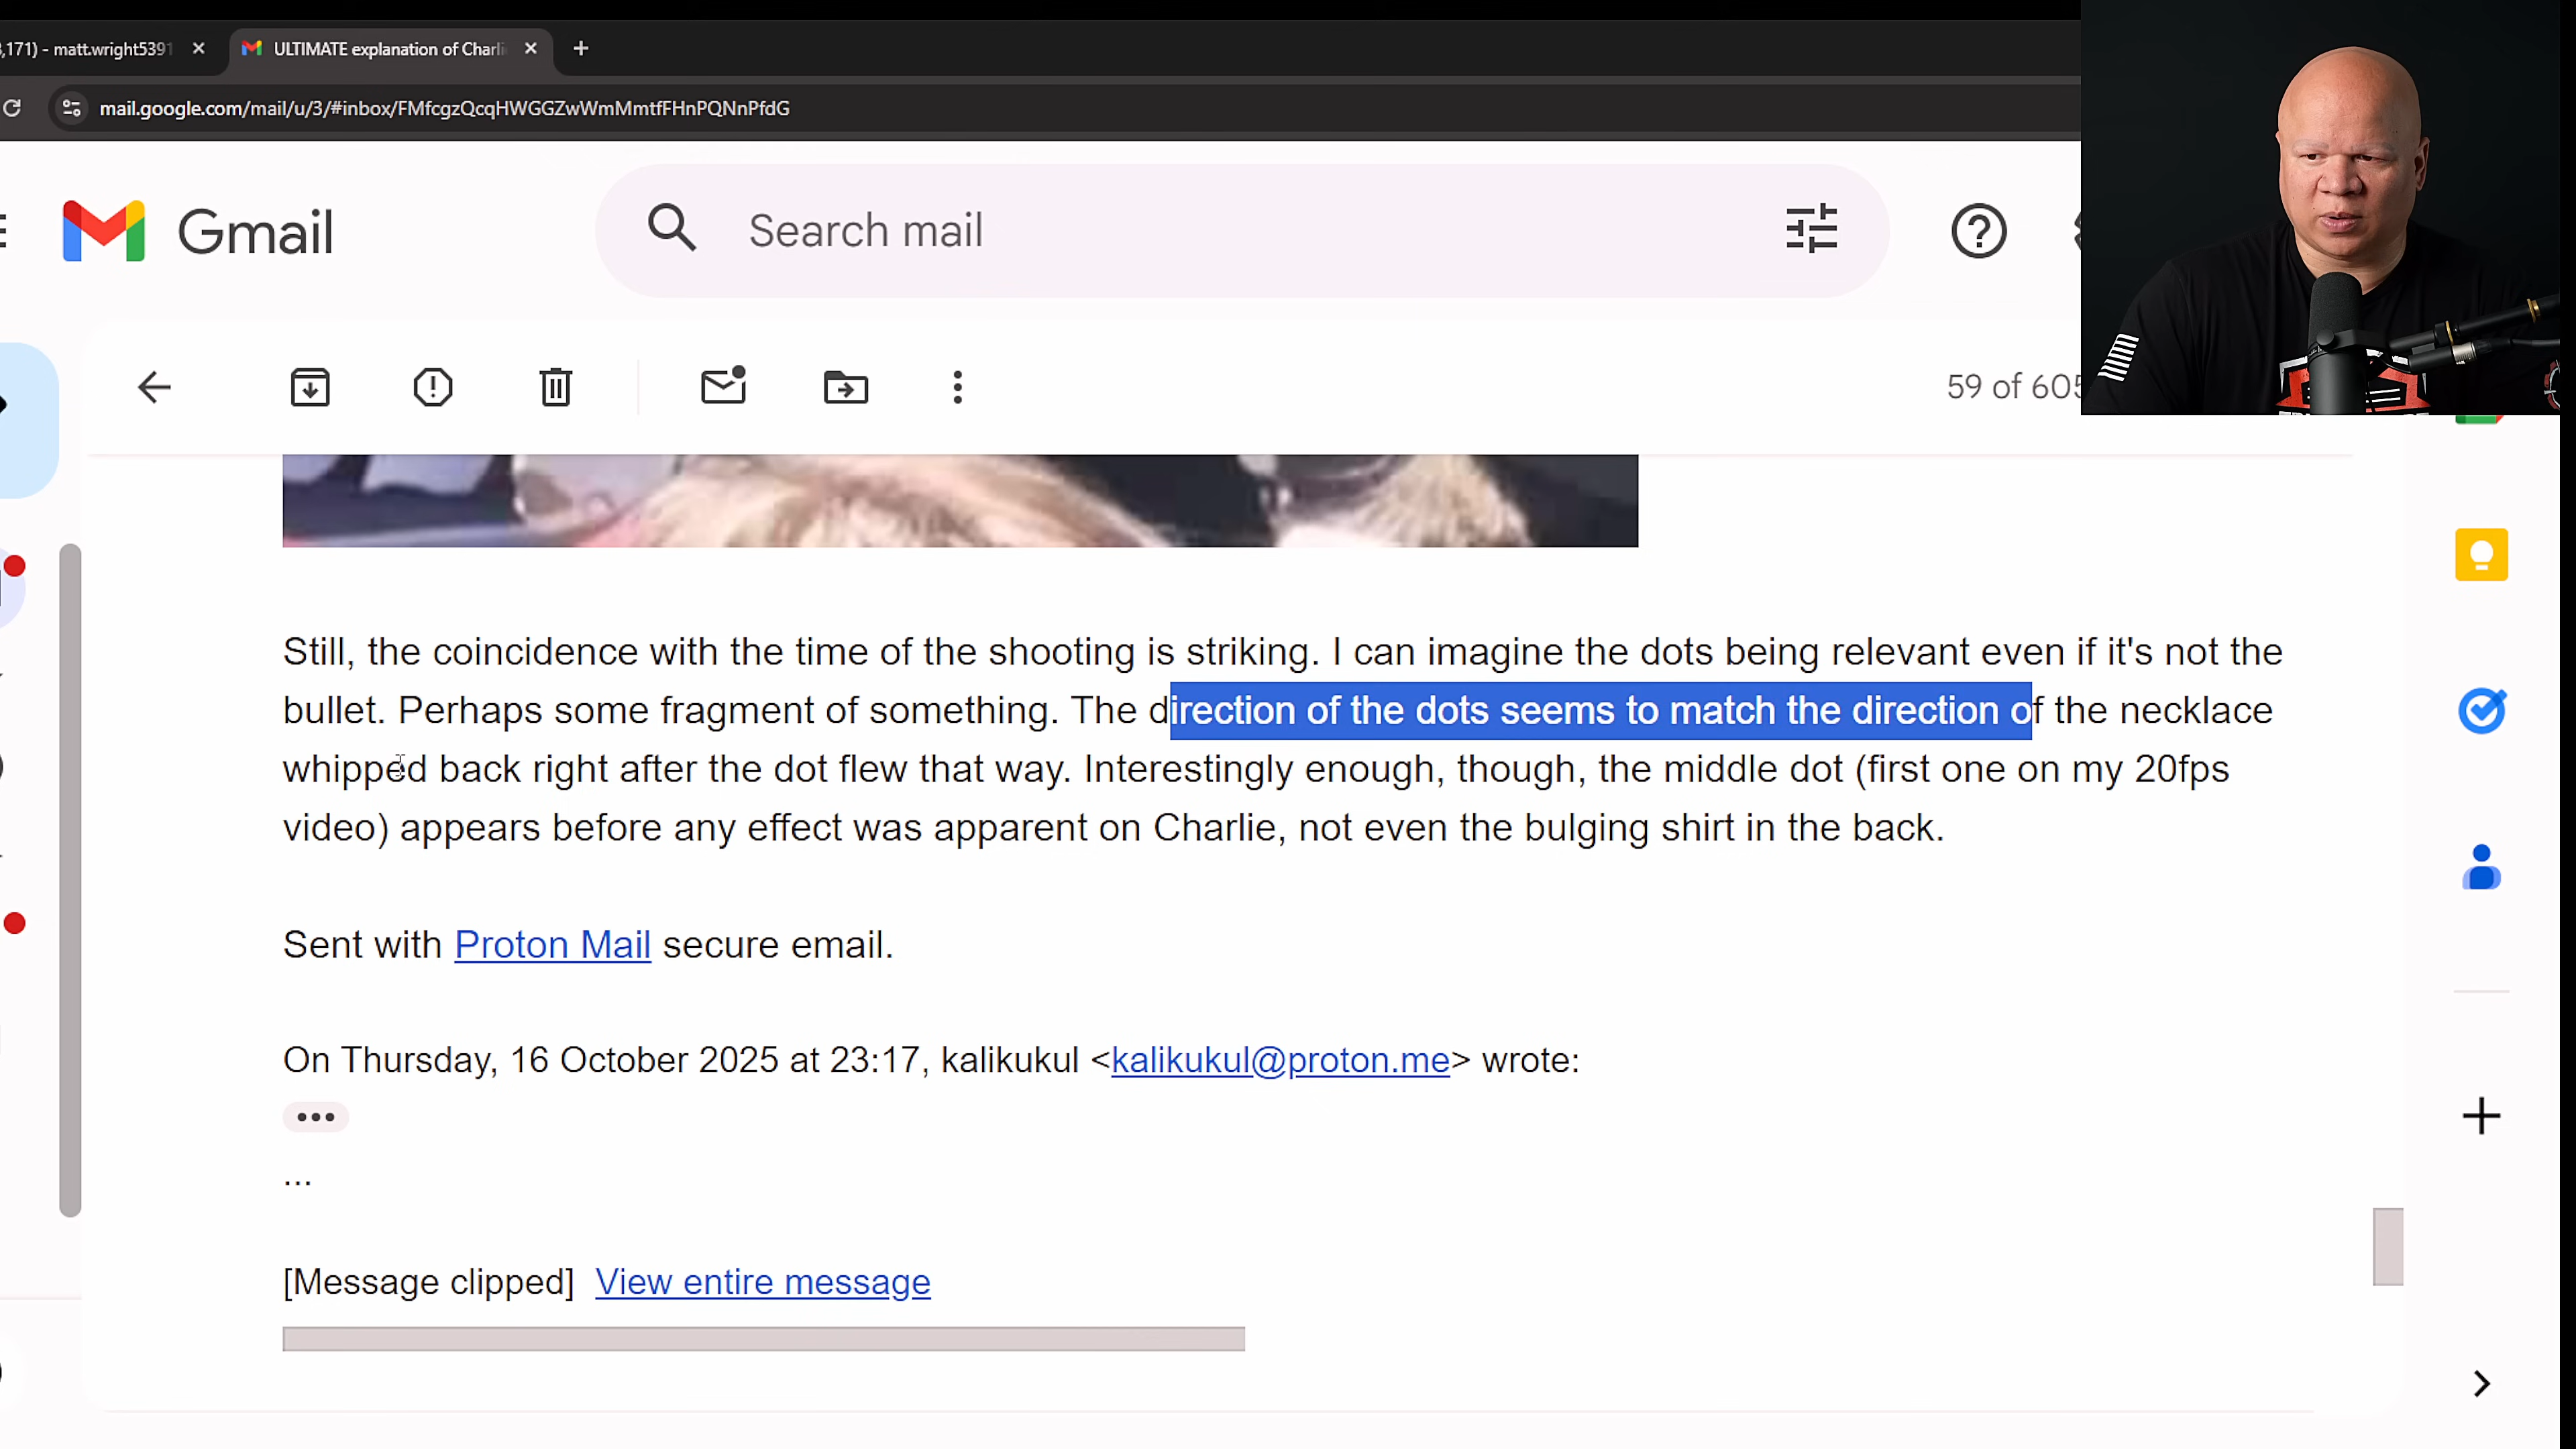 ,171) - matt.wright5391
ULTIMATE explanation of Charli
mail.google.com/mail/u/3/#inbox/FMfcgzQcqHWGGZwWmMmtfFHnPQNnPfdG
Gmail
Search mail
59 of 605
Still, the coincidence with the time of the shooting is striking. I can imagine the dots being relevant even if it's not the
bullet. Perhaps some fragment of something. The direction of the dots seems to match the direction of the necklace
whipped back right after the dot flew that way. Interestingly enough, though, the middle dot (first one on my 20fps
video) appears before any effect was apparent on Charlie, not even the bulging shirt in the back.
Sent with Proton Mail secure email.
On Thursday, 16 October 2025 at 23:17, kalikukul <kalikukul@proton.me> wrote:
...
[Message clipped] View entire message